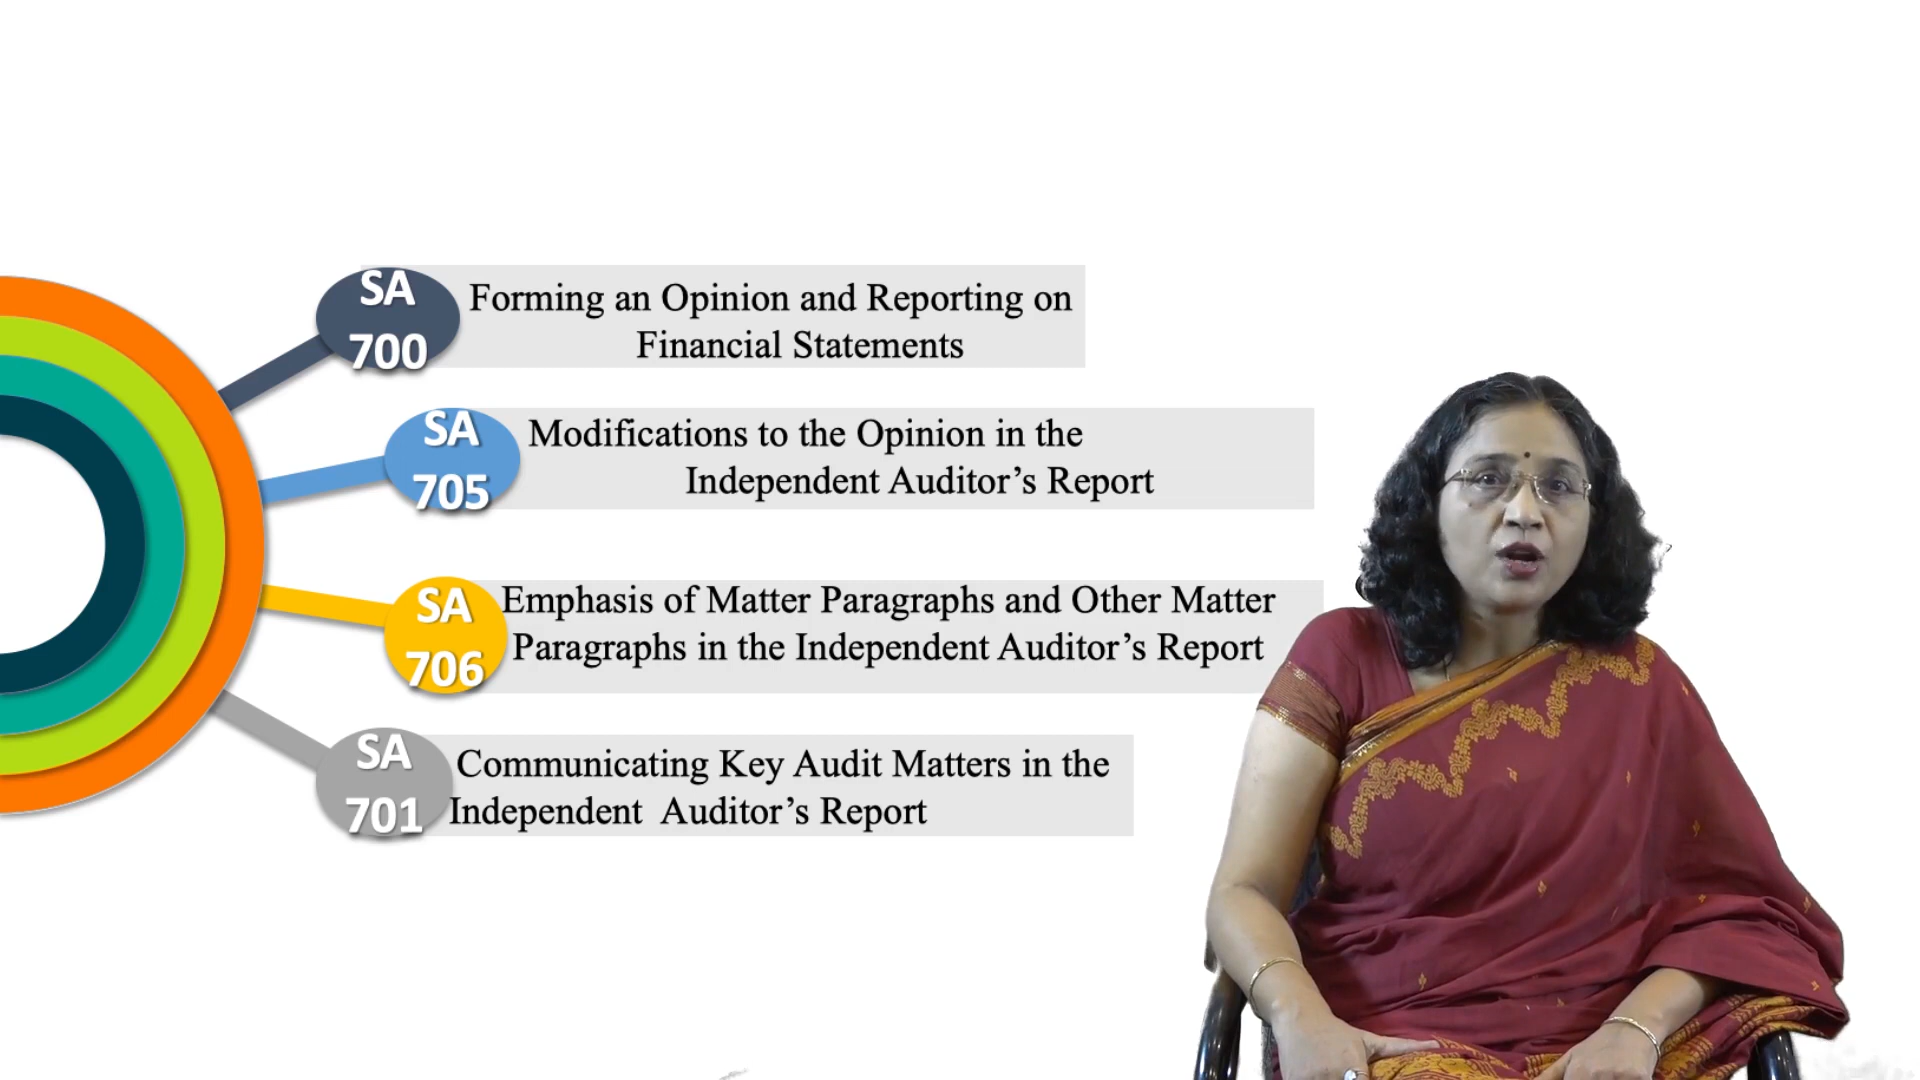 SA
700
Forming an Opinion and Reporting on
Financial Statements
SA
705
Modifications to the Opinion in the
Independent Auditor’s Report
SA
706
Emphasis of Matter Paragraphs and Other Matter
Paragraphs in the Independent Auditor’s Report
SA
701
Communicating Key Audit Matters in the
Independent Auditor’s Report